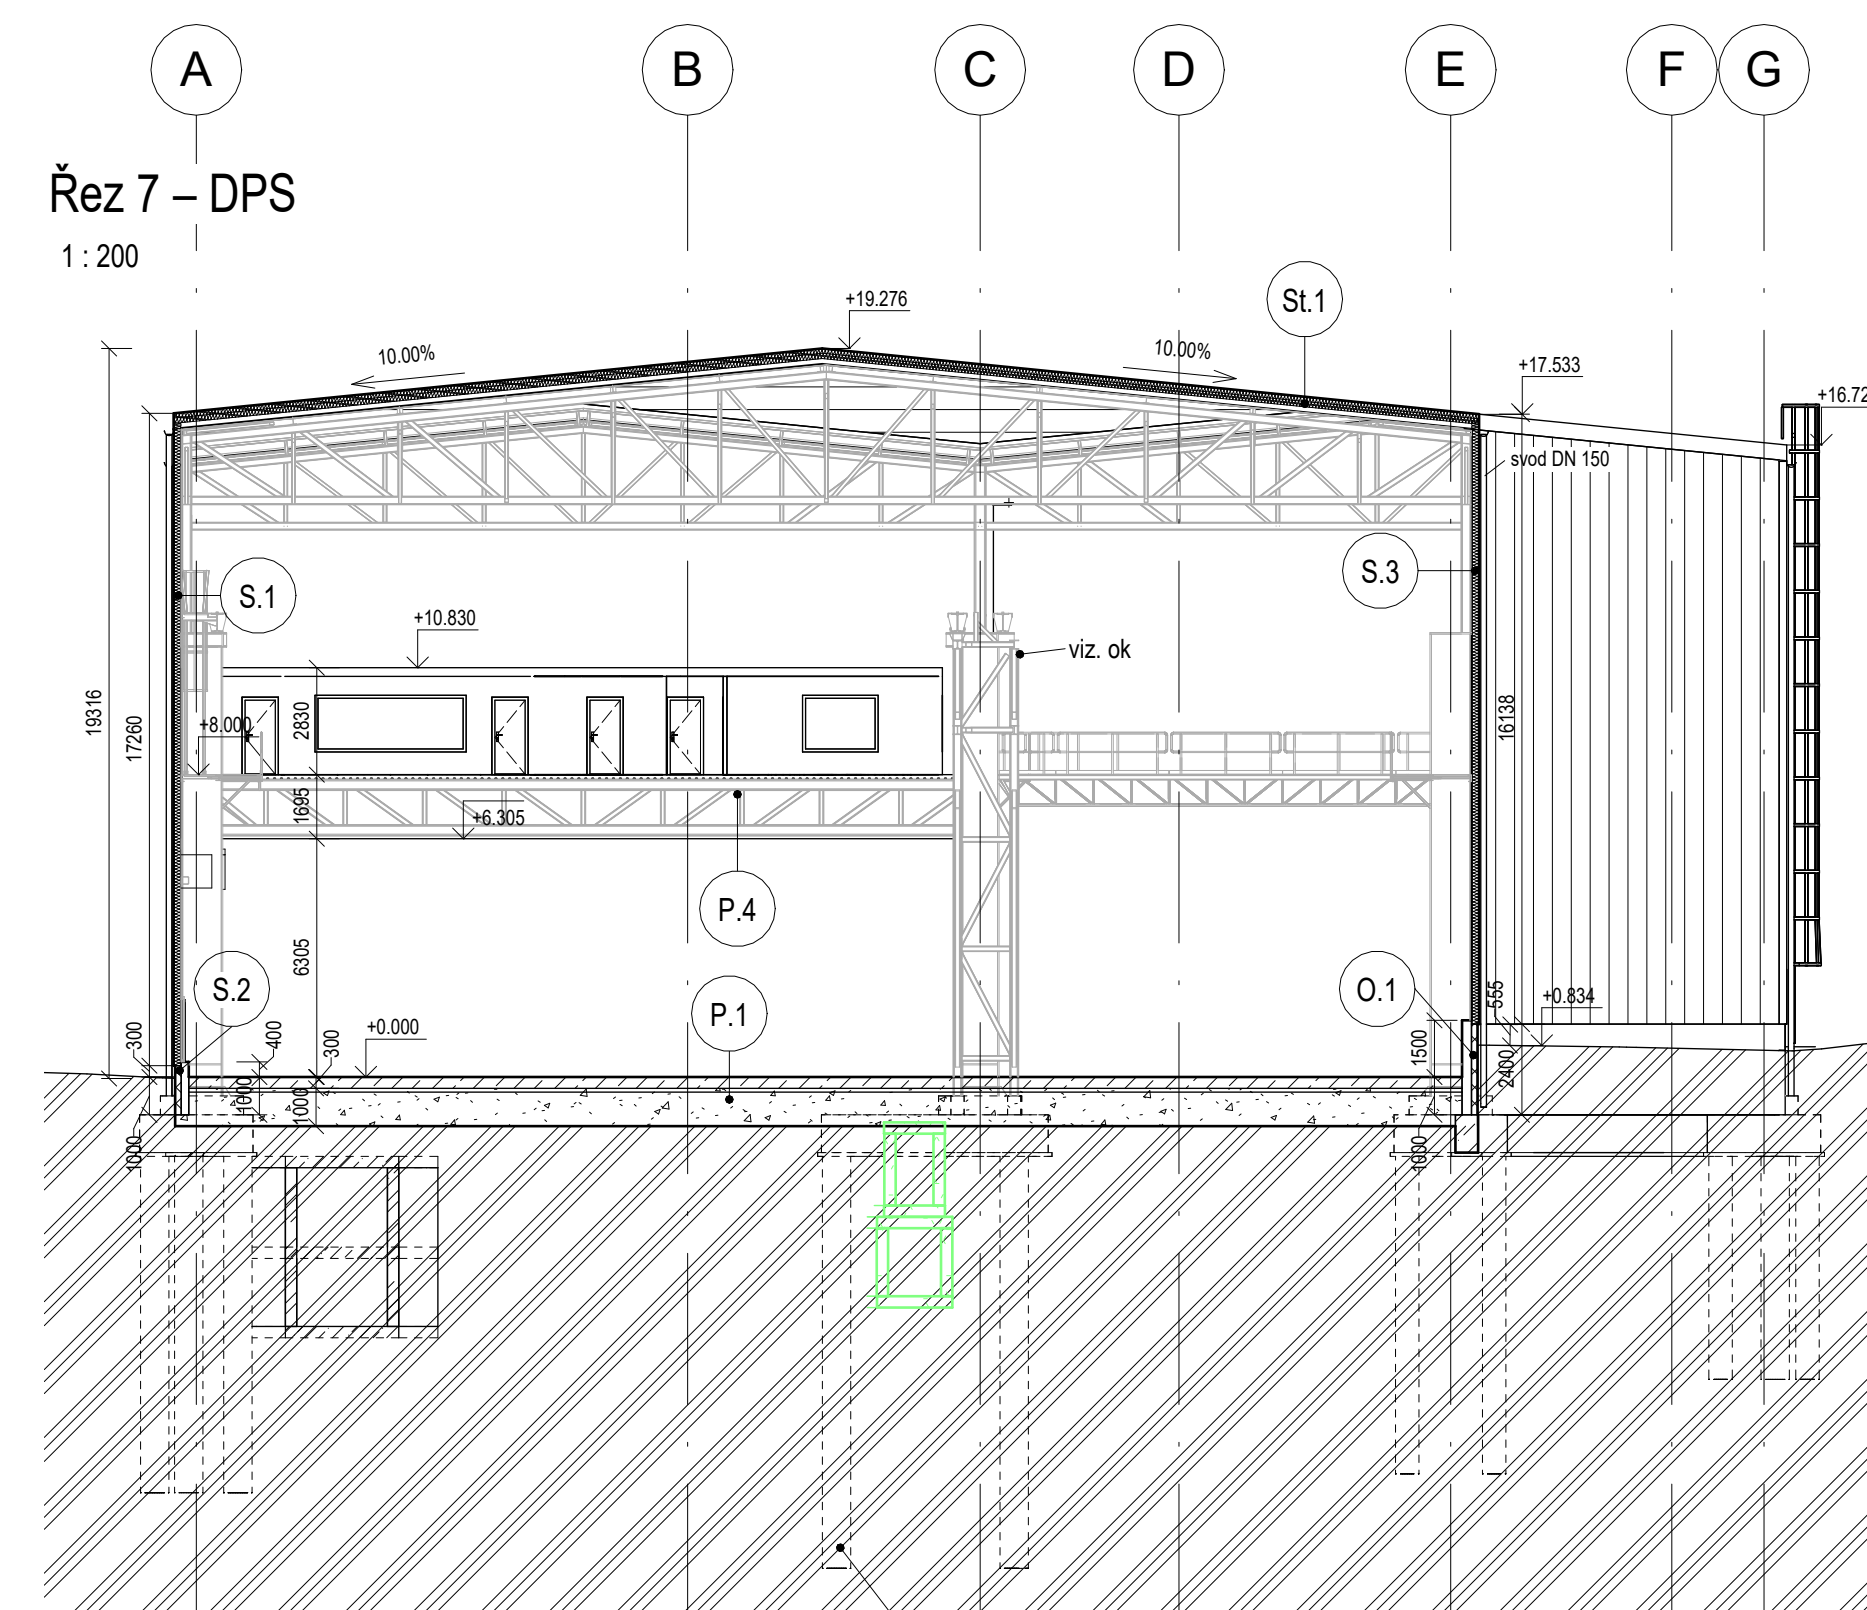 A B C D E F G
Řez 7 – DPS
1 : 200
+19.276
St.1
10.00%
10.00%
+17.533
+16.72
svod DN 150
S.1
S.3
+10.830
viz. ok
19316
17260
+8.000
2830
16138
1695
+6.305
P.4
6305
S.2
P.1
O.1
555
+0.834
300
400
300
+0.000
1500
2400
1000
1000
1000
1000